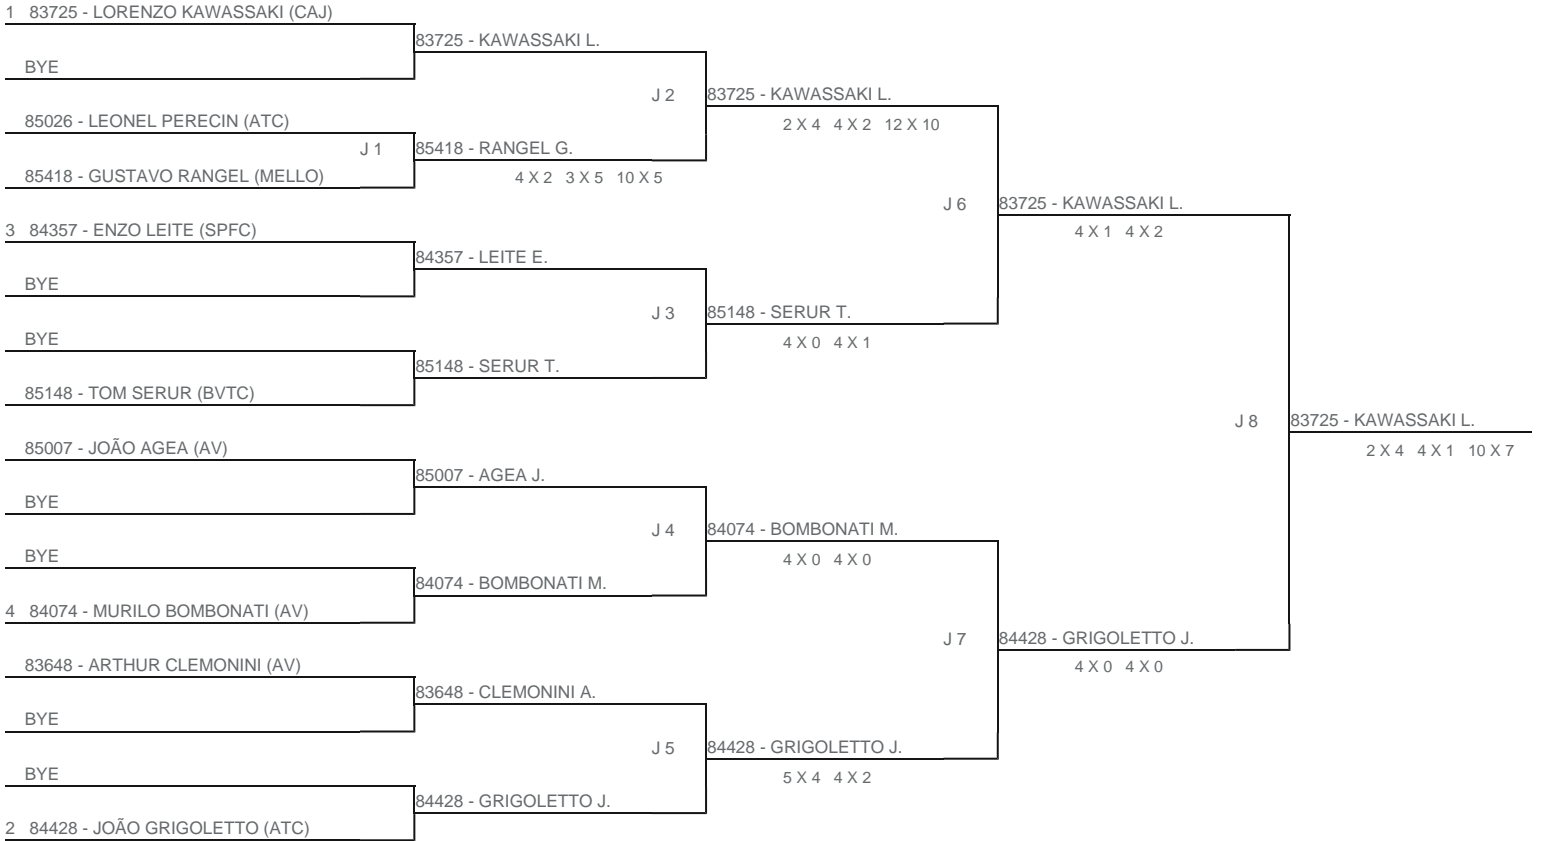 1 83725 - LORENZO KAWASSAKI (CAJ)
83725 - KAWASSAKI L.
BYE
J 2 83725 - KAWASSAKI L.
85026 - LEONEL PERECIN (ATC)
2 X 4 4 X 2 12 X 10
J 1 85418 - RANGEL G.
85418 - GUSTAVO RANGEL (MELLO)
4 X 2 3 X 5 10 X 5
J 6 83725 - KAWASSAKI L.
3 84357 - ENZO LEITE (SPFC)
4 X 1 4 X 2
84357 - LEITE E.
BYE
J 3 85148 - SERUR T.
BYE
4 X 0 4 X 1
85148 - SERUR T.
85148 - TOM SERUR (BVTC)
J 8 83725 - KAWASSAKI L.
85007 - JOÃO AGEA (AV)
2 X 4 4 X 1 10 X 7
85007 - AGEA J.
BYE
J 4 84074 - BOMBONATI M.
BYE
4 X 0 4 X 0
84074 - BOMBONATI M.
4 84074 - MURILO BOMBONATI (AV)
J 7 84428 - GRIGOLETTO J.
83648 - ARTHUR CLEMONINI (AV)
4 X 0 4 X 0
83648 - CLEMONINI A.
BYE
J 5 84428 - GRIGOLETTO J.
BYE
5 X 4 4 X 2
84428 - GRIGOLETTO J.
2 84428 - JOÃO GRIGOLETTO (ATC)